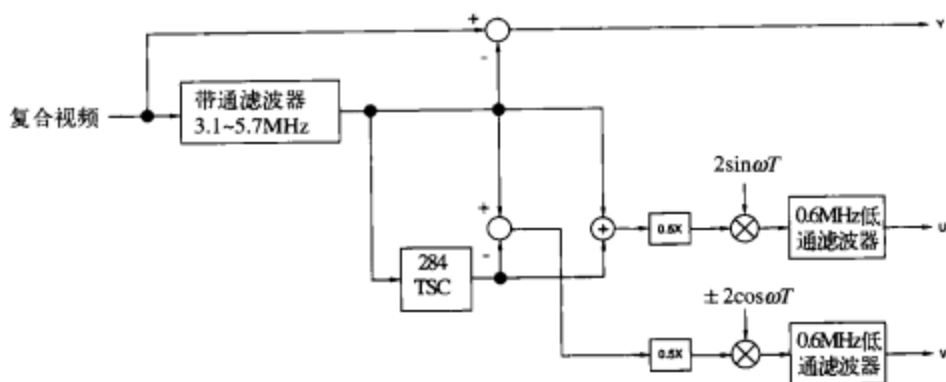 +
Y
-
复合视频
带通滤波器
3.1~5.7MHz
2sinωT
+
-
+
0.5X
0.6MHz低
通滤波器
U
284
TSC
± 2cosωT
0.5X
0.6MHz低
通滤波器
V